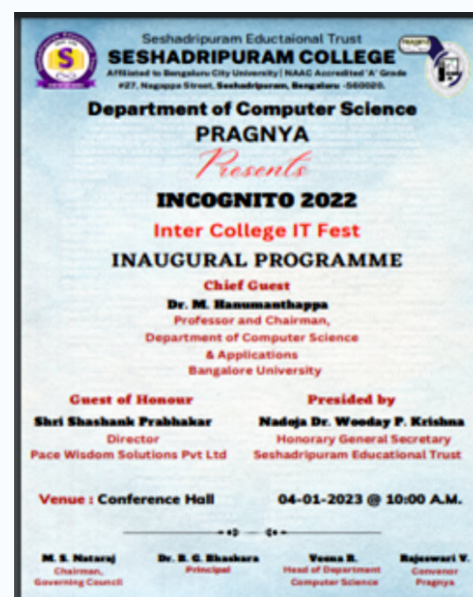 Seshadripuram Eductaional Trust
SESHADRIPURAM COLLEGE
Affiliated to Bengaluru City University | NAAC Accredited 'A' Grade
#27, Nagappa Street, Seshadripuram, Bengaluru -560020.
Department of Computer Science
PRAGNYA
Presents
INCOGNITO 2022
Inter College IT Fest
INAUGURAL PROGRAMME
Chief Guest
Dr. M. Hanumanthappa
Professor and Chairman,
Department of Computer Science
& Applications
Bangalore University
Guest of Honour
Shri Shashank Prabhakar
Director
Pace Wisdom Solutions Pvt Ltd
Presided by
Nadoja Dr. Wooday P. Krishna
Honorary General Secretary
Seshadripuram Educational Trust
Venue : Conference Hall
04-01-2023 @ 10:00 A.M.
M. S. Nataraj
Chairman,
Governing Council
Dr. B. G. Bhaskara
Principal
Veena R.
Head of Department
Computer Science
Rajeswari Y.
Convenor
Pragnya